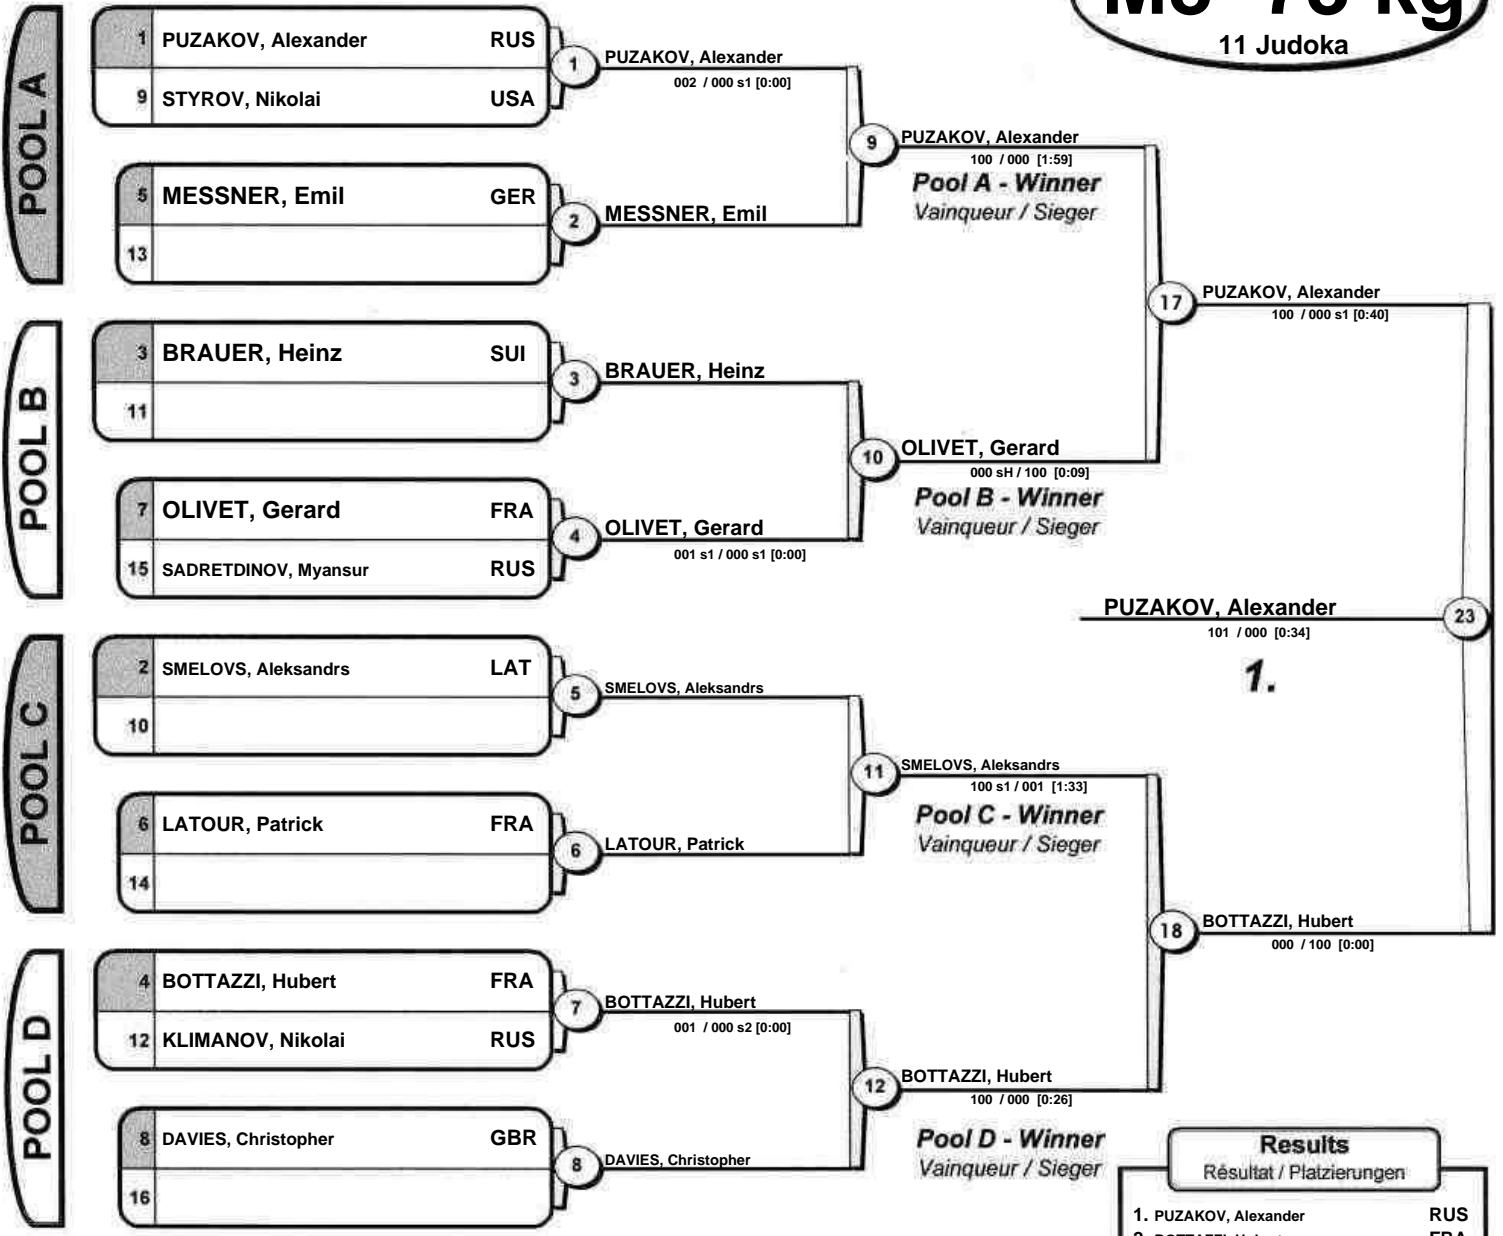 M8 -73 kg
11 Judoka
POOL A
1 PUZAKOV, Alexander RUS
9 STYROV, Nikolai USA
1
PUZAKOV, Alexander
002 / 000 s1 [0:00]
5 MESSNER, Emil GER
13
2
MESSNER, Emil
9
PUZAKOV, Alexander
100 / 000 [1:59]
Pool A - Winner
Vainqueur / Sieger
POOL B
3 BRAUER, Heinz SUI
11
3
BRAUER, Heinz
7 OLIVET, Gerard FRA
15 SADRETDINOV, Myansur RUS
4
OLIVET, Gerard
001 s1 / 000 s1 [0:00]
10
OLIVET, Gerard
000 sH / 100 [0:09]
Pool B - Winner
Vainqueur / Sieger
17
PUZAKOV, Alexander
100 / 000 s1 [0:40]
PUZAKOV, Alexander
101 / 000 [0:34]
23
1.
POOL C
2 SMELOVS, Aleksandrs LAT
10
5
SMELOVS, Aleksandrs
6 LATOUR, Patrick FRA
14
6
LATOUR, Patrick
11
SMELOVS, Aleksandrs
100 s1 / 001 [1:33]
Pool C - Winner
Vainqueur / Sieger
18
BOTTAZZI, Hubert
000 / 100 [0:00]
POOL D
4 BOTTAZZI, Hubert FRA
12 KLIMANOV, Nikolai RUS
7
BOTTAZZI, Hubert
001 / 000 s2 [0:00]
8 DAVIES, Christopher GBR
16
8
DAVIES, Christopher
12
BOTTAZZI, Hubert
100 / 000 [0:26]
Pool D - Winner
Vainqueur / Sieger
Results
Résultat / Platzierungen
1. PUZAKOV, Alexander RUS
2. BOTTAZZI, Hubert FRA